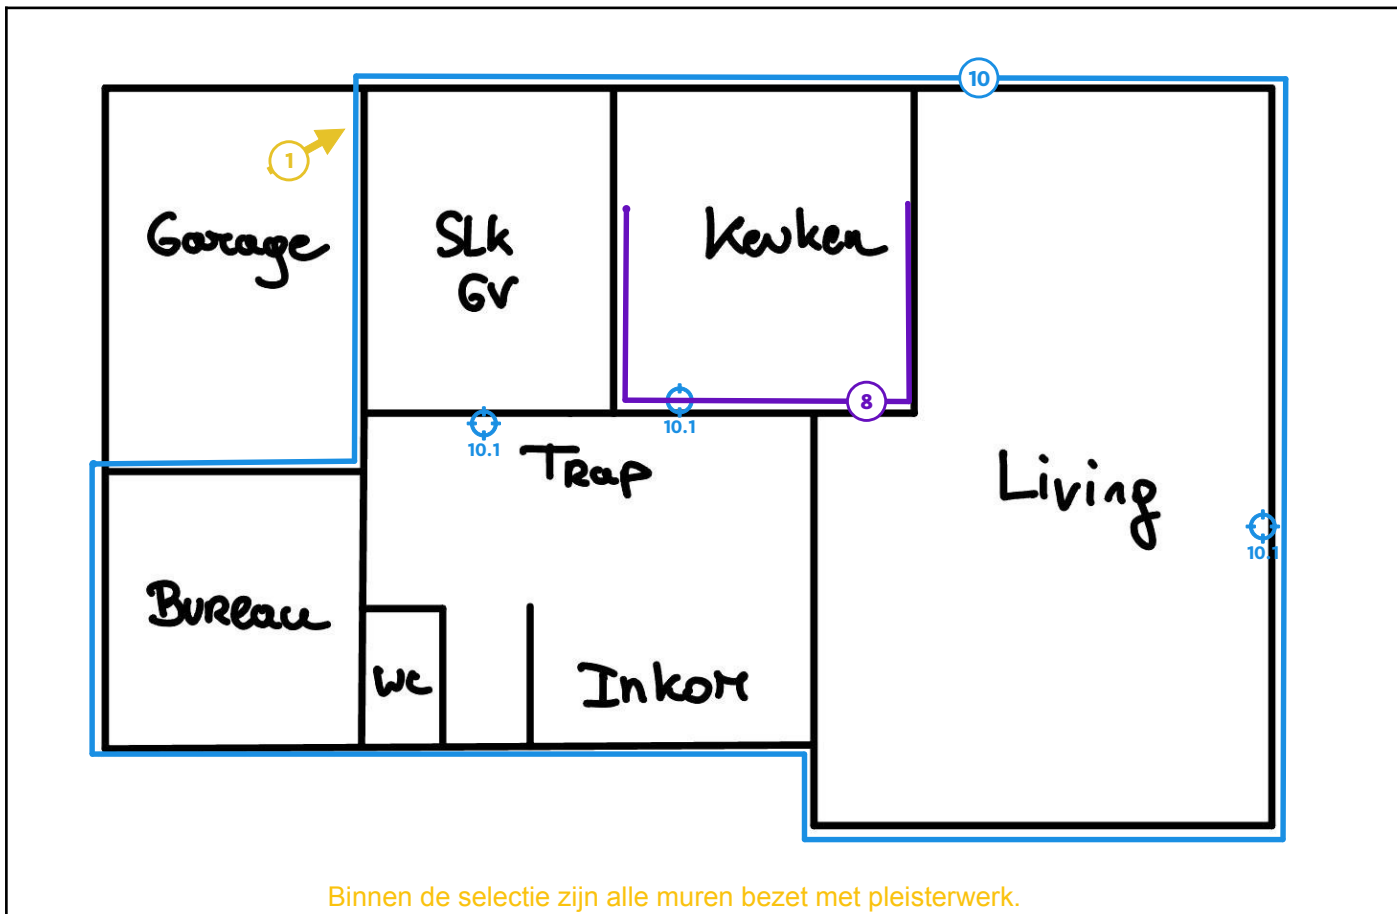 10
1
Garage
SLK
GV
Keuken
8
10.1
10.1
Trap
Living
10.1
Bureau
WC
Inkom
Binnen de selectie zijn alle muren bezet met pleisterwerk.